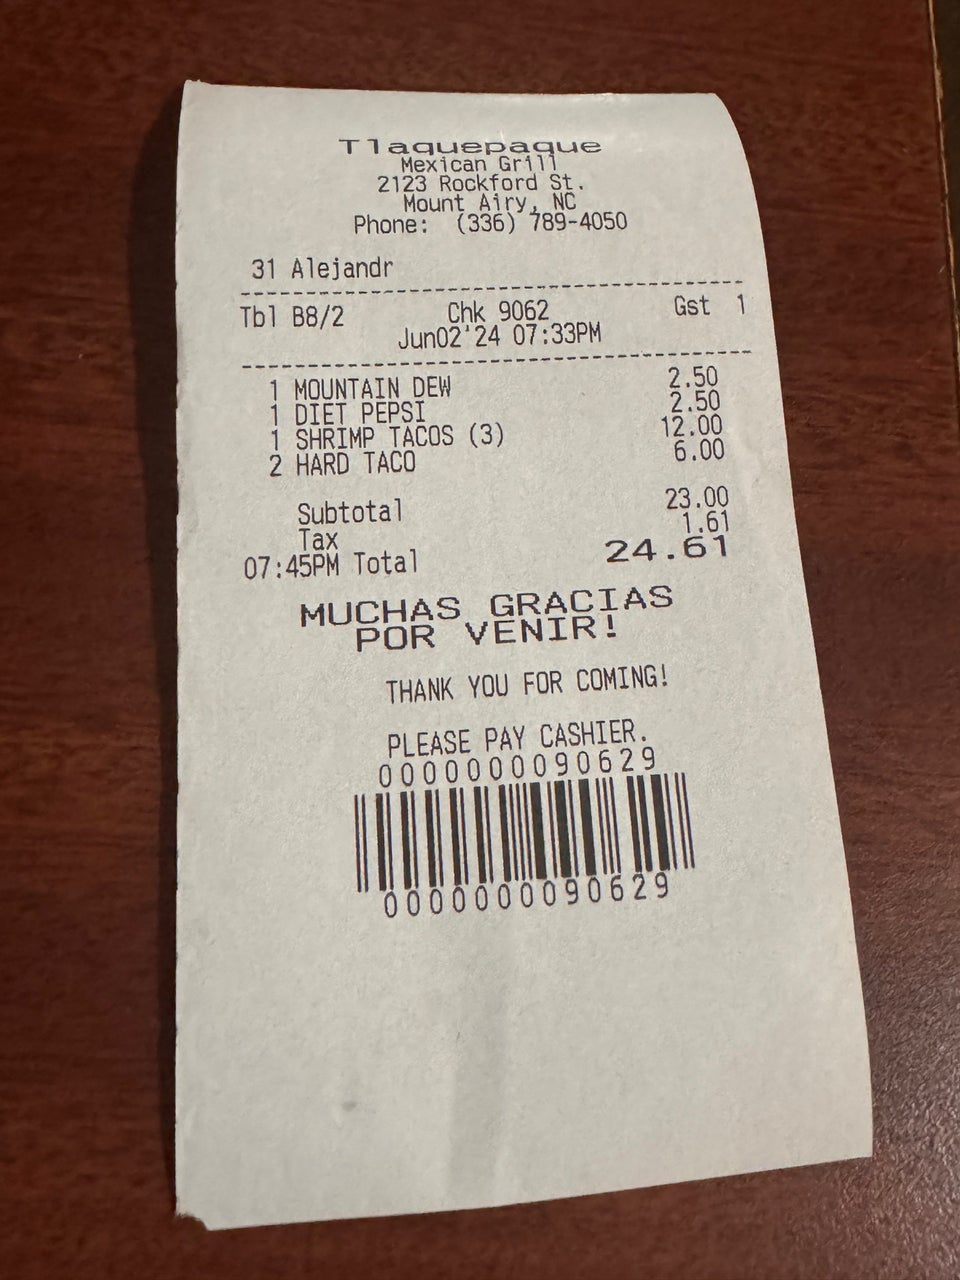 Tlaquepaque
Mexican Grill
2123 Rockford St.
Mount Airy, NC
Phone: (336) 789-4050
31 Alejandr
Tbl B8/2 Chk 9062 Gst 1
Jun02'24 07:33PM
1 MOUNTAIN DEW 2.50
1 DIET PEPSI 2.50
1 SHRIMP TACOS (3) 12.00
2 HARD TACO 6.00
Subtotal 23.00
Tax 1.61
07:45PM Total 24.61
MUCHAS GRACIAS
POR VENIR!
THANK YOU FOR COMING!
PLEASE PAY CASHIER.
0000000090629
0000000090629